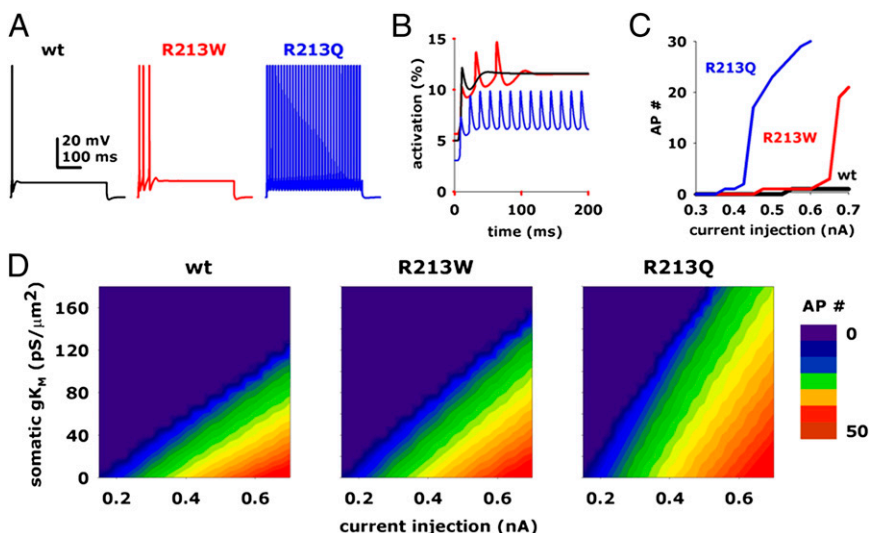 A
wt
R213W
R213Q
20 mV
100 ms
B
activation (%)
15
10
5
0
0
100
200
time (ms)
C
AP #
30
20
10
0
R213Q
R213W
wt
0.3
0.4
0.5
0.6
0.7
current injection (nA)
D
wt
R213W
R213Q
somatic gKM (pS/μm²)
160
120
80
40
0
0.2
0.4
0.6
0.2
0.4
0.6
0.2
0.4
0.6
current injection (nA)
AP #
0
50